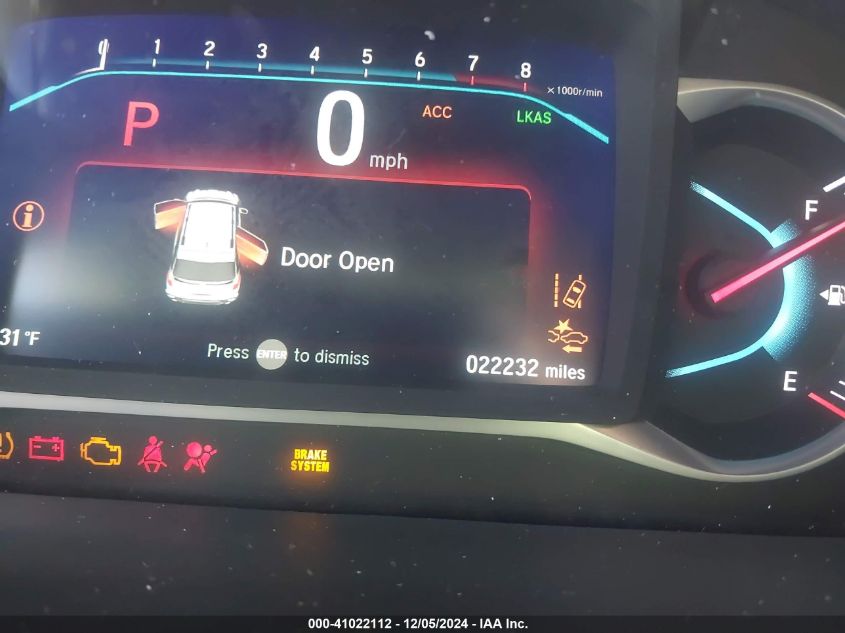 0 1 2 3 4 5 6 7 8
×1000r/min
P 0 mph ACC LKAS
F
Door Open
31°F
Press ENTER to dismiss
022232 miles
E
BRAKE
SYSTEM
000-41022112 - 12/05/2024 - IAA Inc.